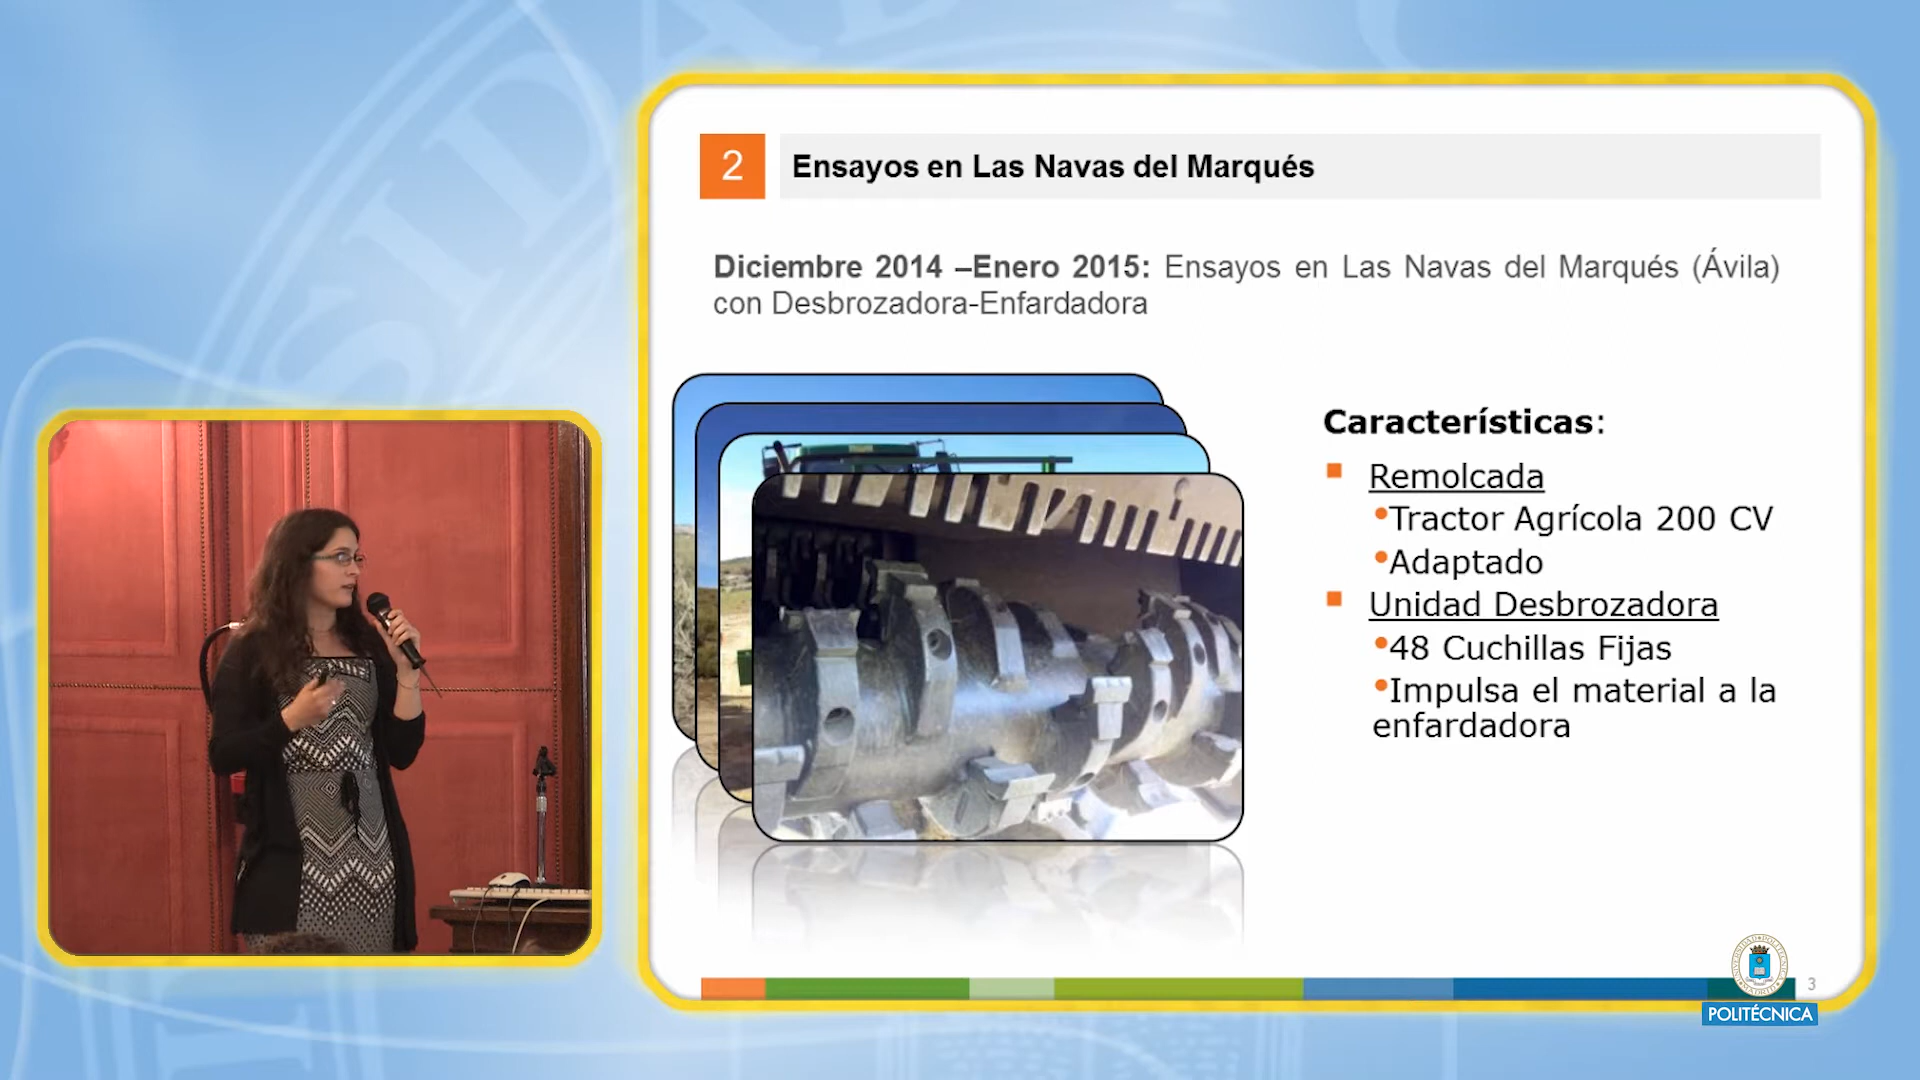 2
Ensayos en Las Navas del Marqués
Diciembre 2014 –Enero 2015: Ensayos en Las Navas del Marqués (Ávila)
con Desbrozadora-Enfardadora
Características:
Remolcada
Tractor Agrícola 200 CV
Adaptado
Unidad Desbrozadora
48 Cuchillas Fijas
Impulsa el material a la
enfardadora
3
POLITÉCNICA